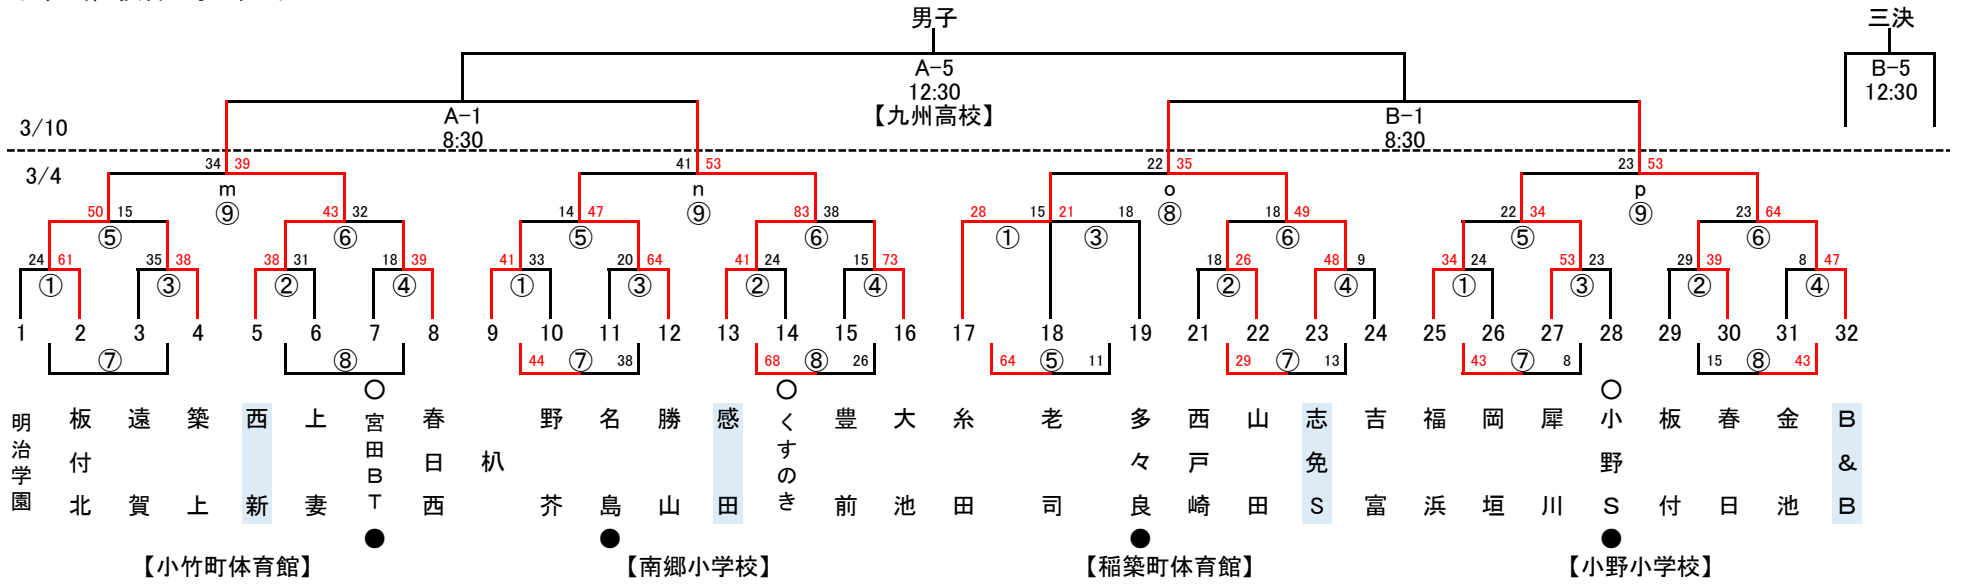 男子
三決
A-5
12:30
【九州高校】
B-5
12:30
A-1
8:30
B-1
8:30
3/10
3/4
34 39 41 53 22 35 23 53
m n o p
⑨ ⑨ ⑧ ⑨
50 15 43 32 14 47 83 38 28 15 21 18 18 49 22 34 23 64
⑤ ⑥ ⑤ ⑥ ① ③ ⑥ ⑤ ⑥
24 61 35 38 38 31 18 39 41 33 20 64 41 24 15 73 18 26 48 9 34 24 53 23 29 39 8 47
① ③ ② ④ ① ③ ② ④ ② ④ ① ③ ② ④
1 2 3 4 5 6 7 8 9 10 11 12 13 14 15 16 17 18 19 21 22 23 24 25 26 27 28 29 30 31 32
⑦ ⑧ 44 ⑦ 38 68 ⑧ 26 64 ⑤ 11 29 ⑦ 13 43 ⑦ 8 15 ⑧ 43
明治学園
板付北
遠賀
築上
西新
上妻
○宮田BT●
春日西
朳
野芥
名島●
勝山
感田
○くすのき
豊前
大池
糸田
老司
多々良●
西戸崎
山田
志免S
吉富
福浜
岡垣
犀川
○小野S●
板付
春日
金池
B&B
【小竹町体育館】
【南郷小学校】
【稲築町体育館】
【小野小学校】